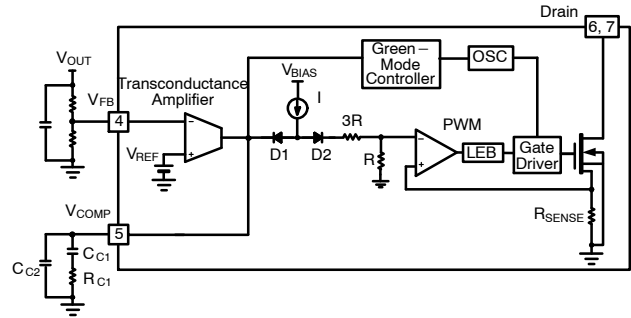 Drain
6, 7
VOUT
Transconductance
Amplifier
VBIAS
Green-
Mode
Controller
OSC
VFB
4
I
3R
PWM
−
+
VREF
D1
D2
R
−
+
LEB
Gate
Driver
VCOMP
5
RSENSE
CC2
CC1
RC1